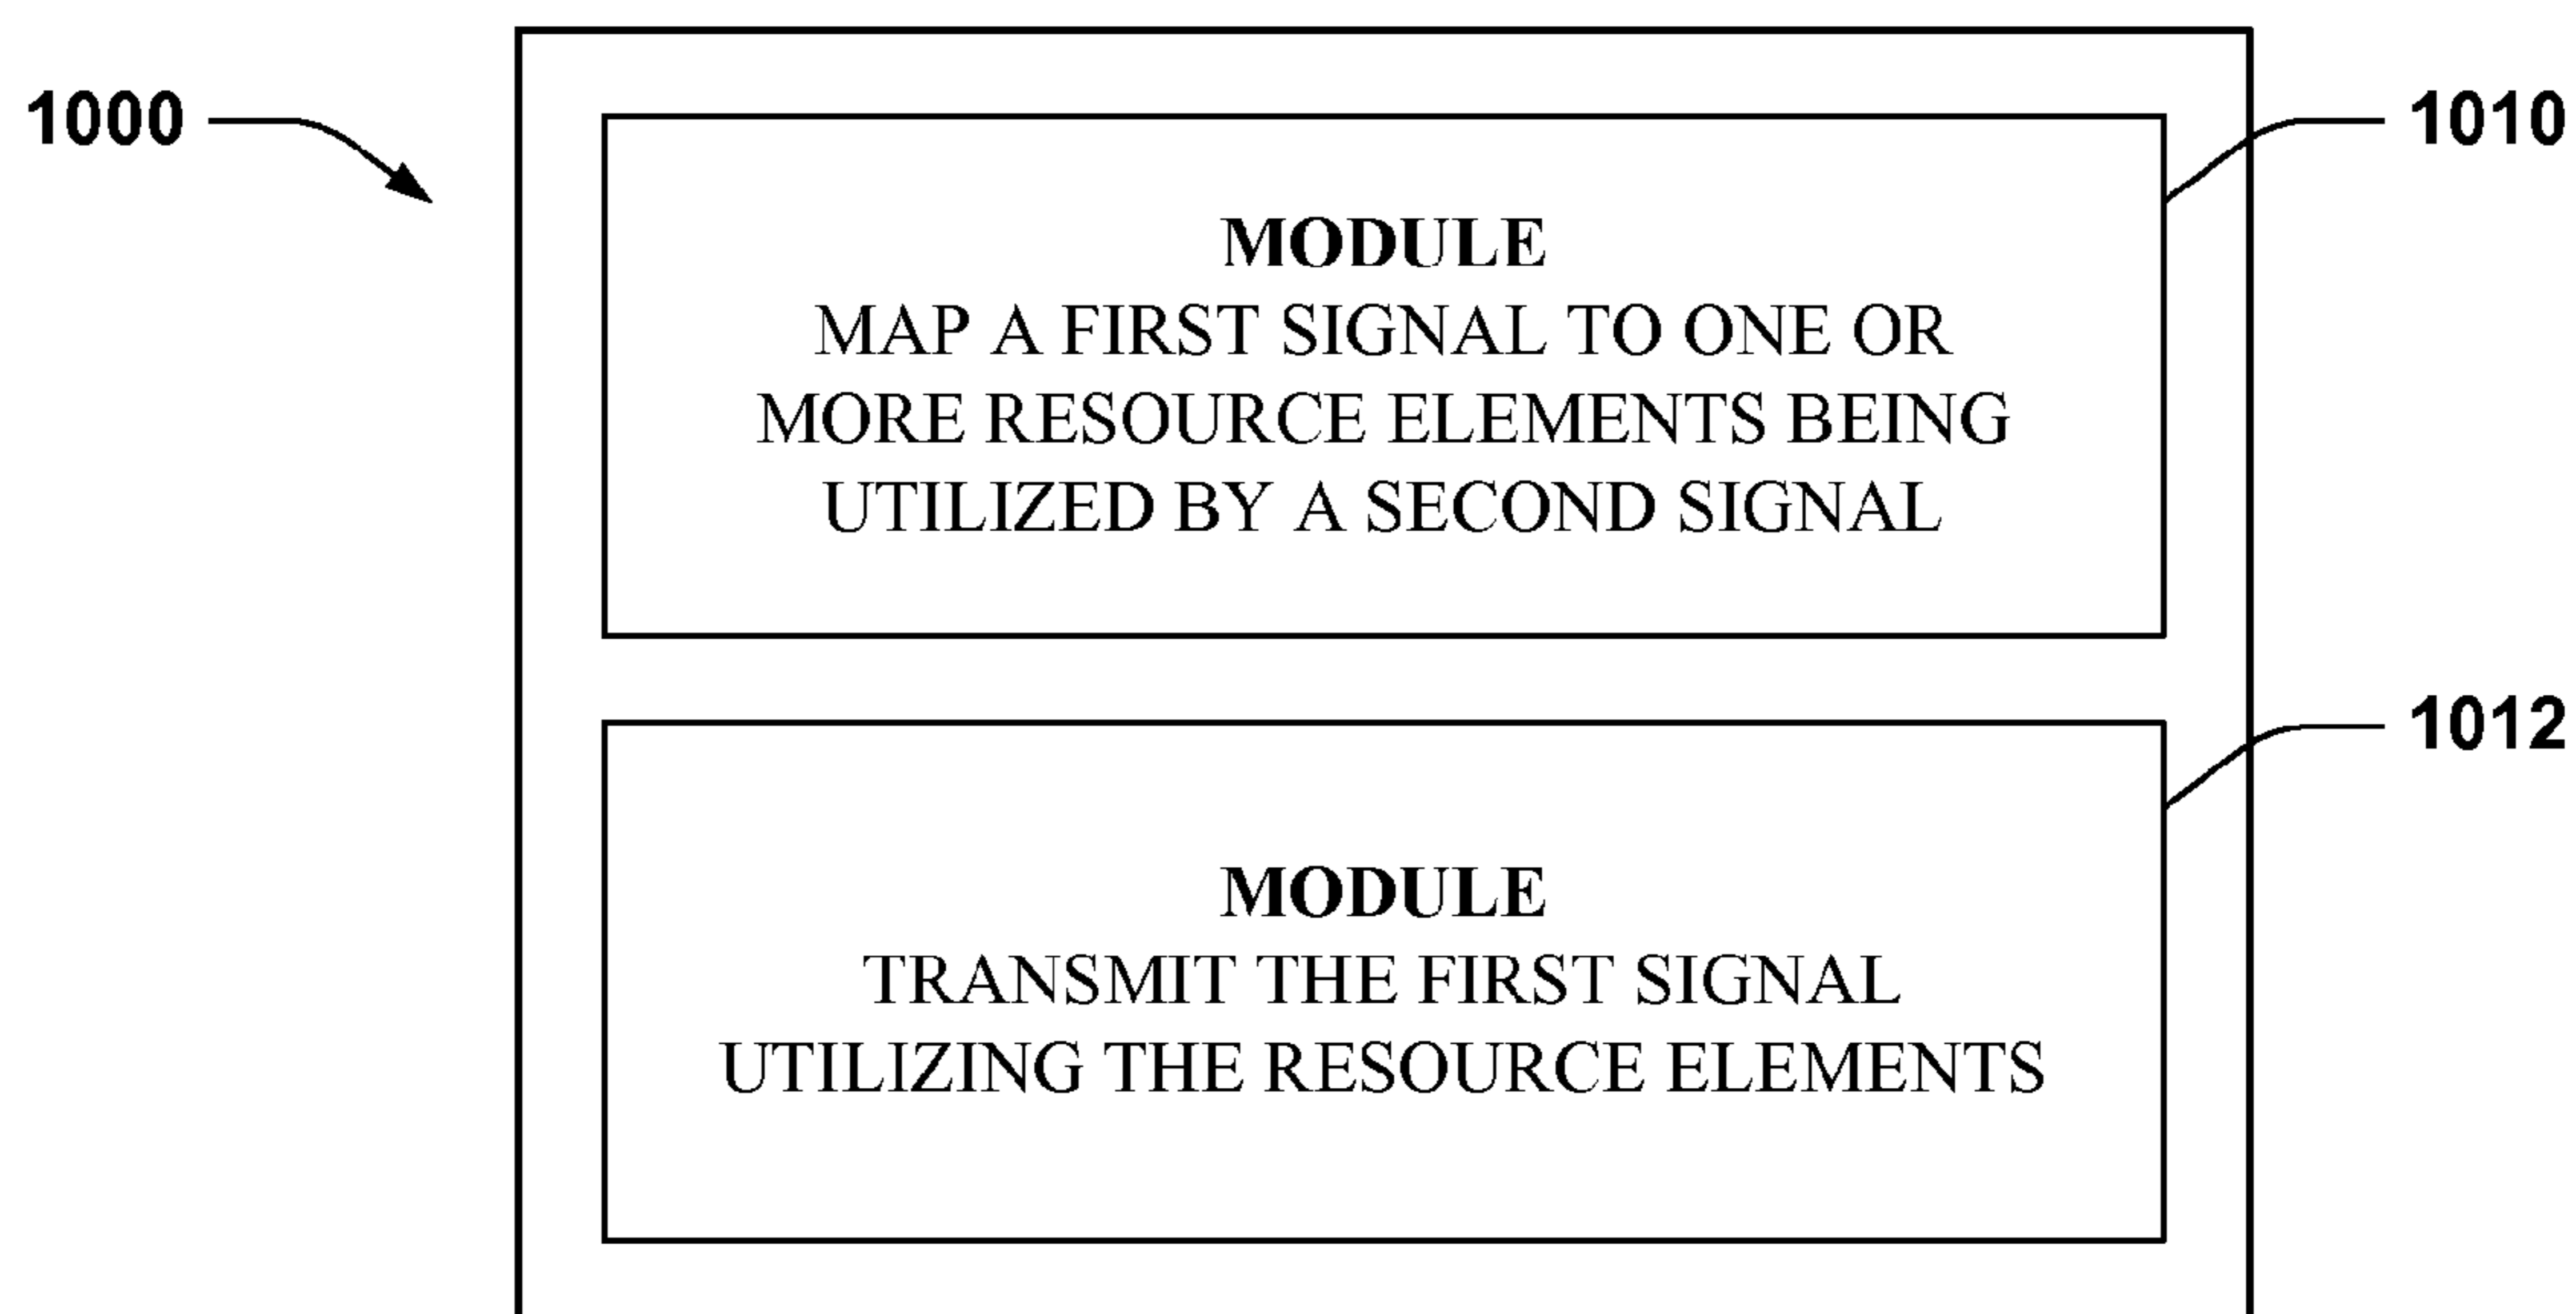 1000
1010
MODULE
MAP A FIRST SIGNAL TO ONE OR
MORE RESOURCE ELEMENTS BEING
UTILIZED BY A SECOND SIGNAL
1012
MODULE
TRANSMIT THE FIRST SIGNAL
UTILIZING THE RESOURCE ELEMENTS